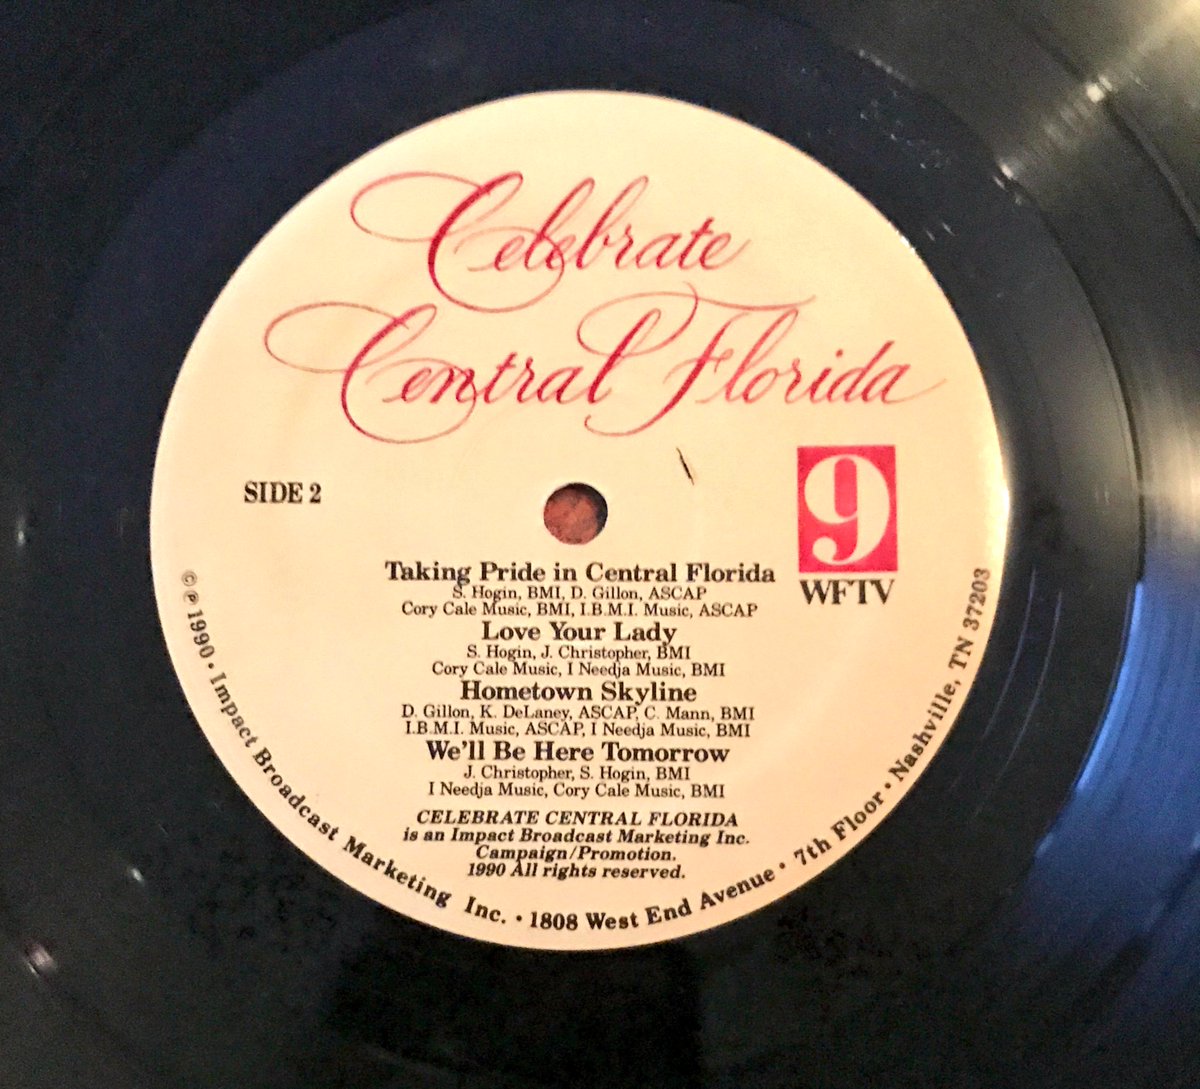 Celebrate
Central Florida
SIDE 2
9
WFTV
Taking Pride in Central Florida
S. Hogin, BMI, D. Gillon, ASCAP
Cory Cale Music, BMI, I.B.M.I. Music, ASCAP
Love Your Lady
S. Hogin, J. Christopher, BMI
Cory Cale Music, I Needja Music, BMI
Hometown Skyline
D. Gillon, K. DeLaney, ASCAP, C. Mann, BMI
I.B.M.I. Music, ASCAP, I Needja Music, BMI
We'll Be Here Tomorrow
J. Christopher, S. Hogin, BMI
I Needja Music, Cory Cale Music, BMI
CELEBRATE CENTRAL FLORIDA
is an Impact Broadcast Marketing Inc.
Campaign/Promotion.
1990 All rights reserved.
© ℗ 1990 • Impact Broadcast Marketing Inc. • 1808 West End Avenue • 7th Floor • Nashville, TN 37203